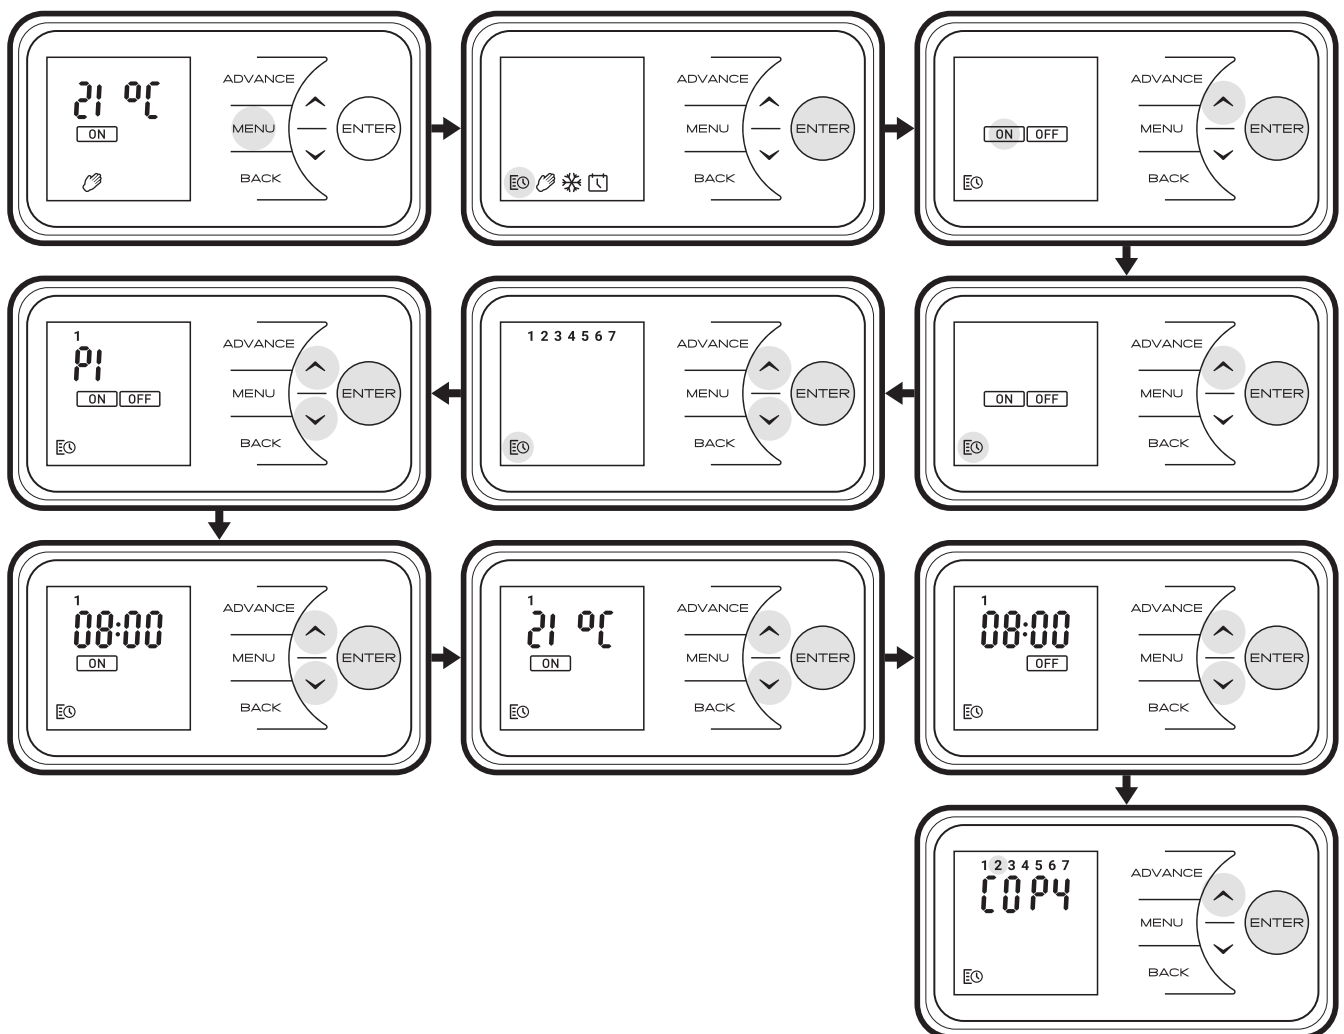 21 °C
ON
ADVANCE
MENU
BACK
ENTER
ADVANCE
MENU
BACK
ENTER
ON OFF
ADVANCE
MENU
BACK
ENTER
1
P1
ON OFF
ADVANCE
MENU
BACK
ENTER
1 2 3 4 5 6 7
ADVANCE
MENU
BACK
ENTER
ON OFF
ADVANCE
MENU
BACK
ENTER
1
08:00
ON
ADVANCE
MENU
BACK
ENTER
1
21 °C
ON
ADVANCE
MENU
BACK
ENTER
1
08:00
OFF
ADVANCE
MENU
BACK
ENTER
1 2 3 4 5 6 7
COPY
ADVANCE
MENU
BACK
ENTER